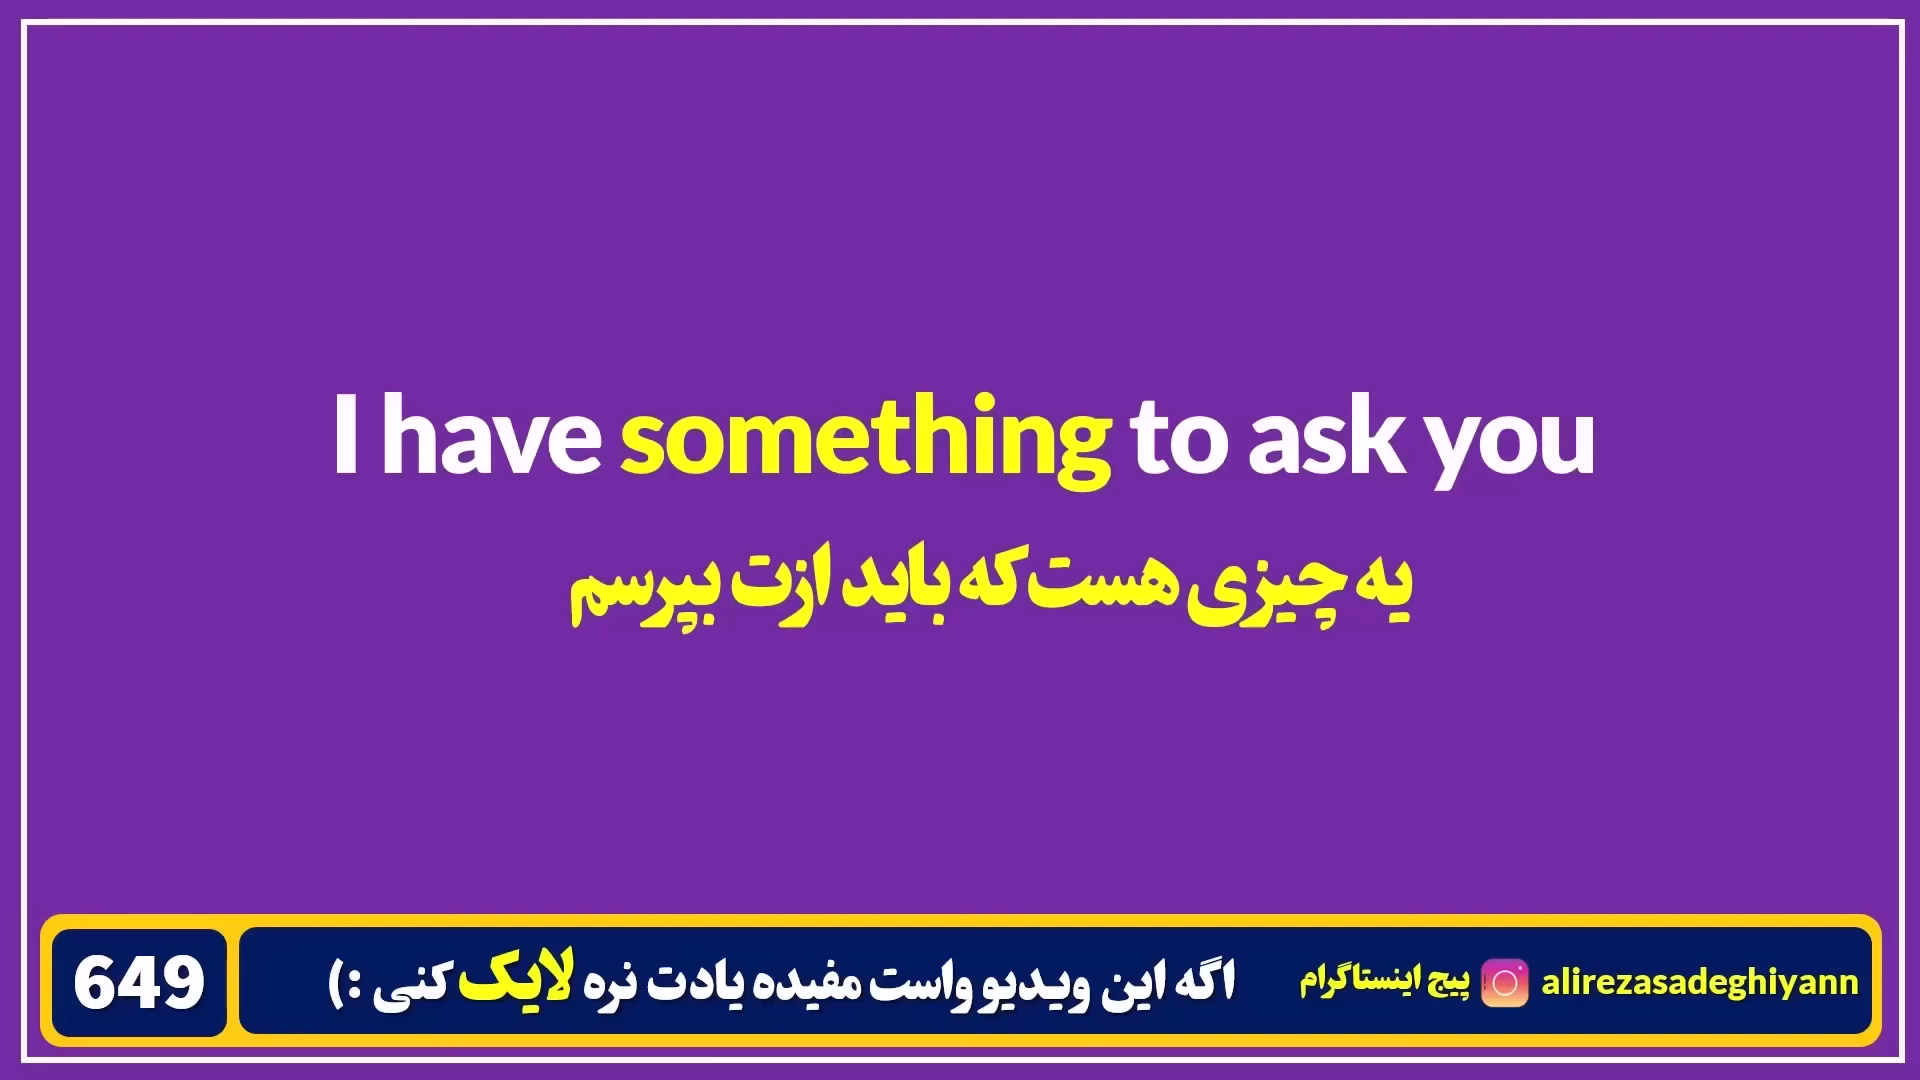 I have something to ask you
یه چیزی هست که باید ازت بپرسم
649
اگه این ویدیو واست مفیده یادت نره لایک کنی :)
پیج اینستاگرام
alirezasadeghiyann